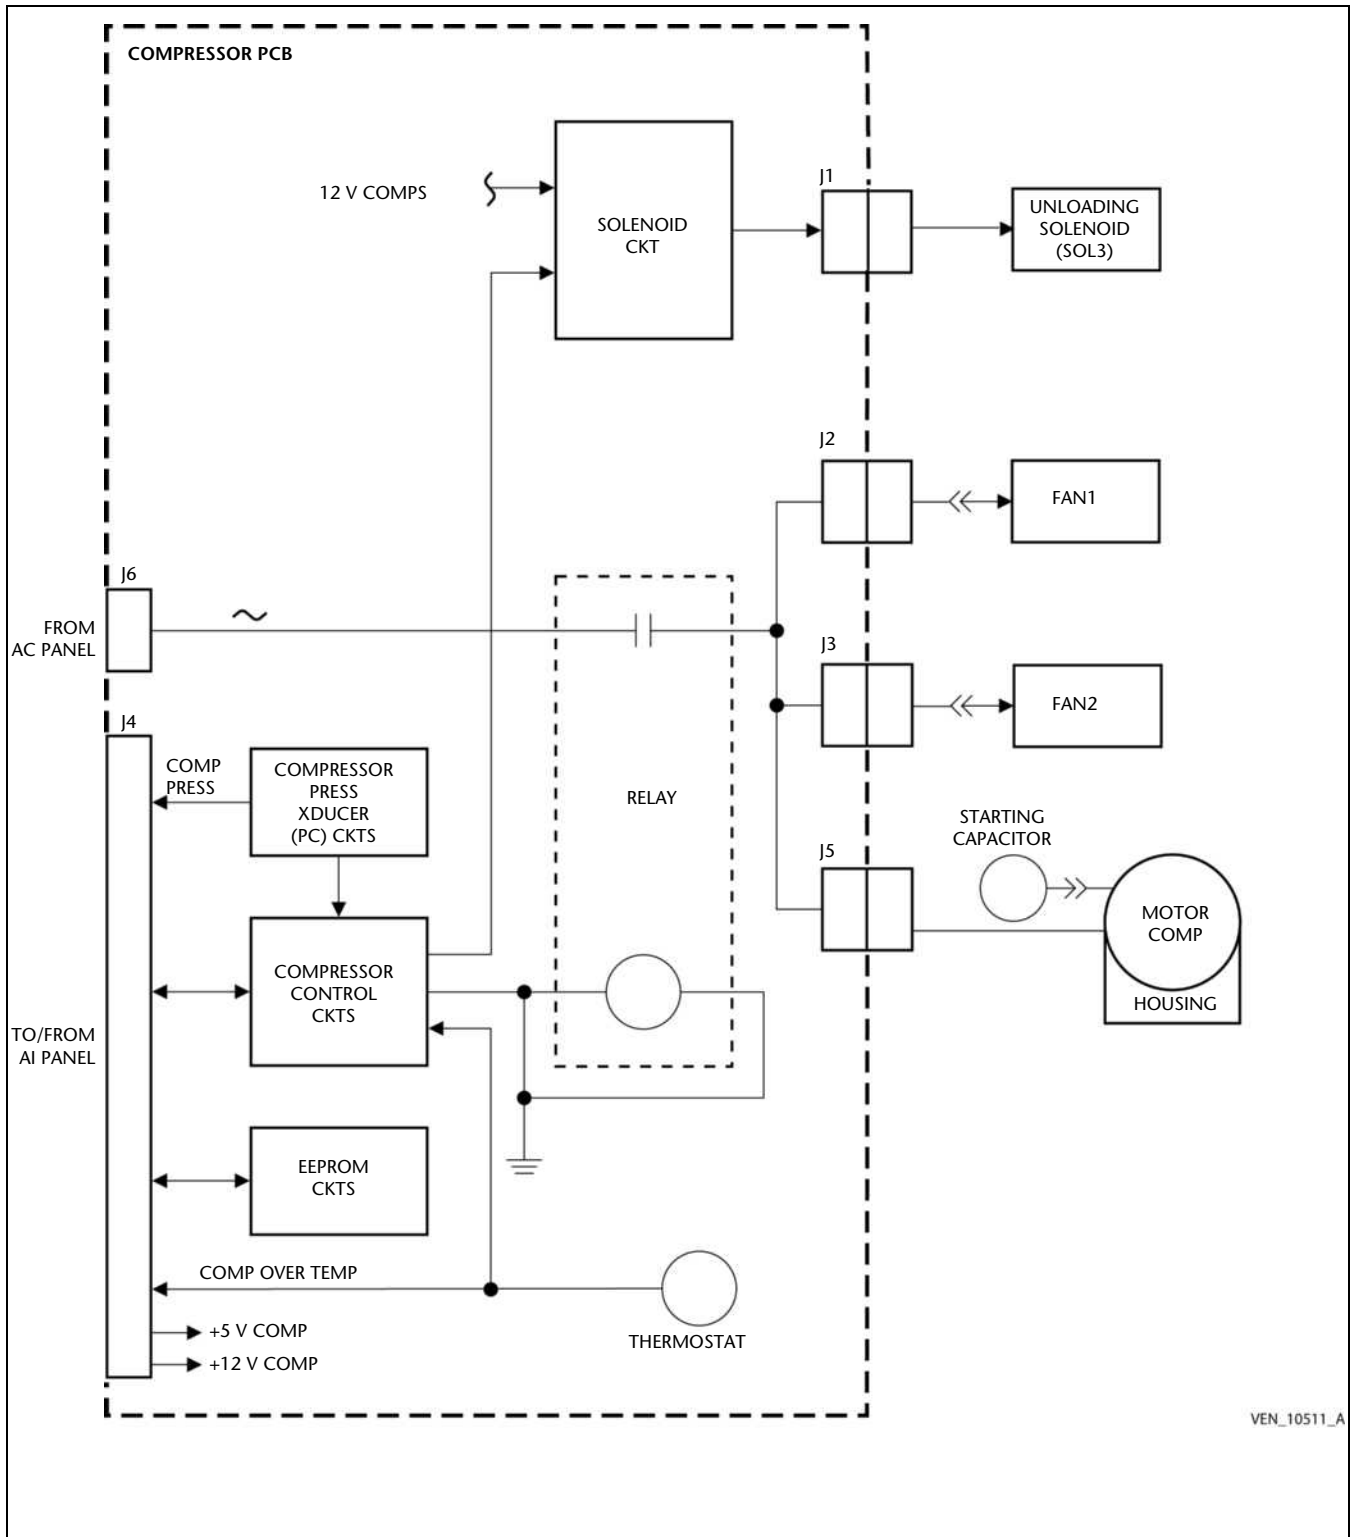 COMPRESSOR PCB
12 V COMPS
SOLENOID
CKT
J1
UNLOADING
SOLENOID
(SOL3)
J2
FAN1
J6
FROM
AC PANEL
J3
FAN2
J4
COMP
PRESS
COMPRESSOR
PRESS
XDUCER
(PC) CKTS
RELAY
STARTING
CAPACITOR
J5
MOTOR
COMP
HOUSING
COMPRESSOR
CONTROL
CKTS
TO/FROM
AI PANEL
EEPROM
CKTS
COMP OVER TEMP
THERMOSTAT
+5 V COMP
+12 V COMP
VEN_10511_A